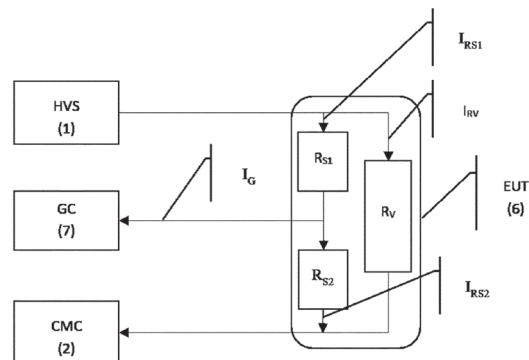 I_RS1
HVS
(1)
I_RV
R_S1
I_G
EUT
(6)
GC
(7)
R_V
R_S2
I_RS2
CMC
(2)